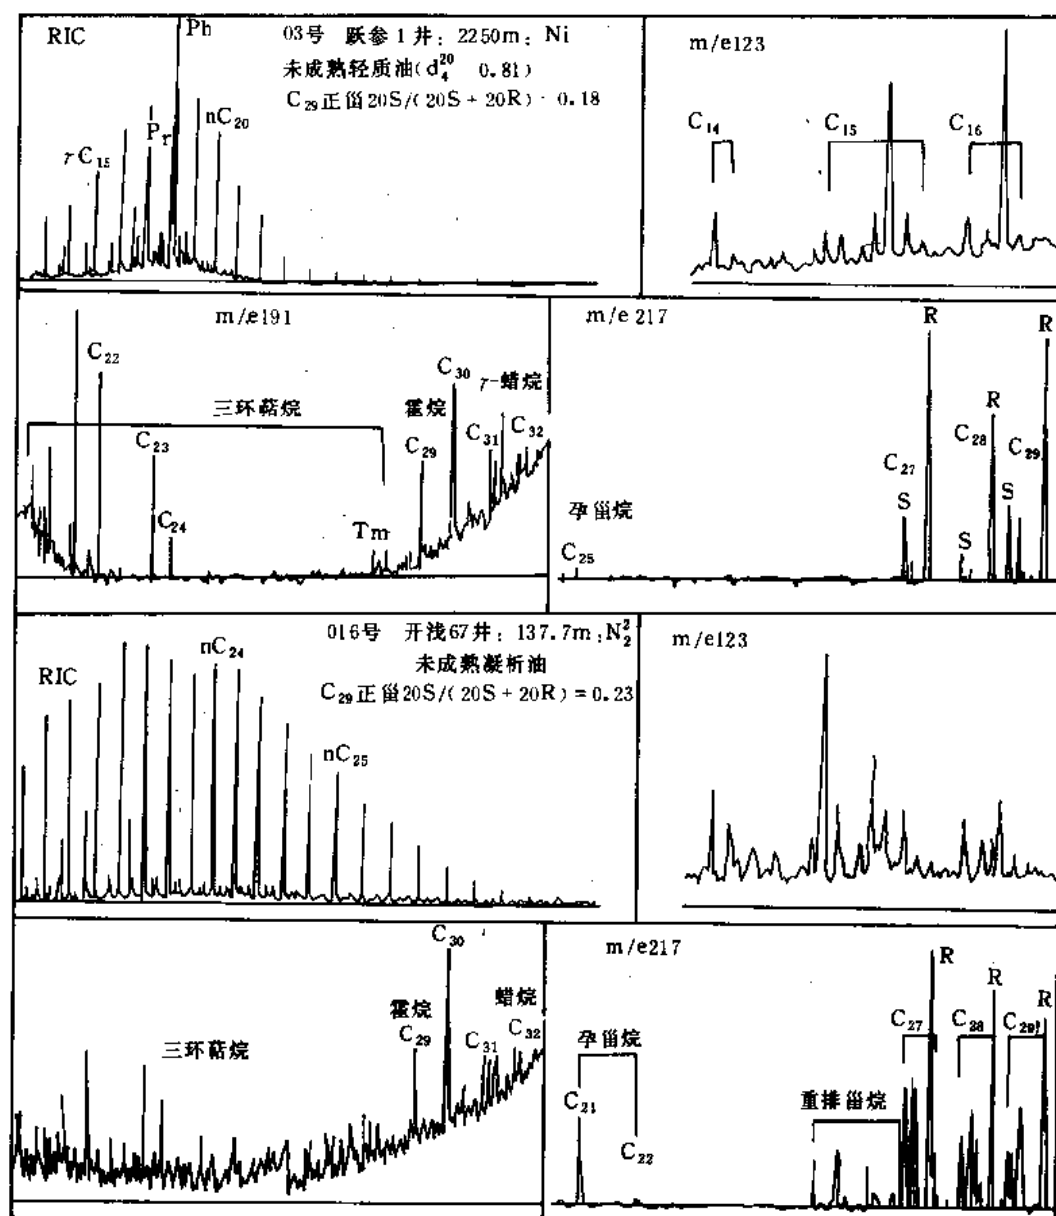 RIC
Ph
03号 跃参1井：2250m：Ni
未成熟轻质油(d₄²⁰ 0.81)
C₂₉正甾20S/(20S+20R)·0.18
Pr
nC₂₀
rC₁₅
m/e123
C₁₄
C₁₅
C₁₆
m/e191
C₂₂
三环萜烷
C₂₃
C₂₄
Tm
霍烷
C₂₉
C₃₀
r-蜡烷
C₃₁
C₃₂
m/e217
R
R
R
C₂₇
C₂₈
C₂₉
S
S
S
孕甾烷
C₂₅
016号 开浅67井：137.7m；N₂²
未成熟凝析油
C₂₉正甾20S/(20S+20R)=0.23
RIC
nC₂₄
nC₂₅
m/e123
三环萜烷
霍烷
C₂₉
C₃₀
蜡烷
C₃₁
C₃₂
m/e217
R
R
R
C₂₇
C₂₈
C₂₉
孕甾烷
C₂₁
C₂₂
重排甾烷